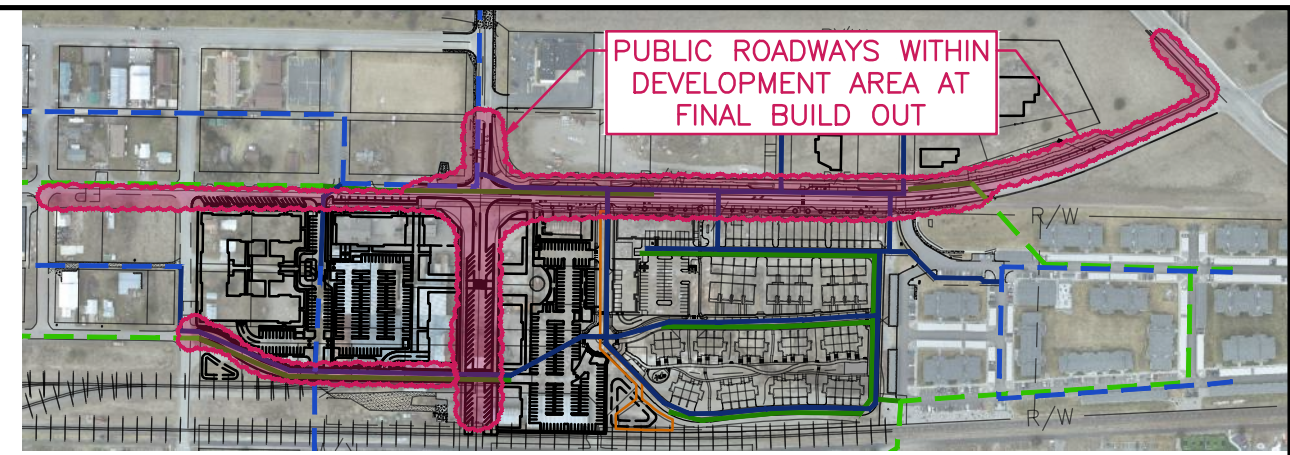 PUBLIC ROADWAYS WITHIN
DEVELOPMENT AREA AT
FINAL BUILD OUT
R/W
R/W